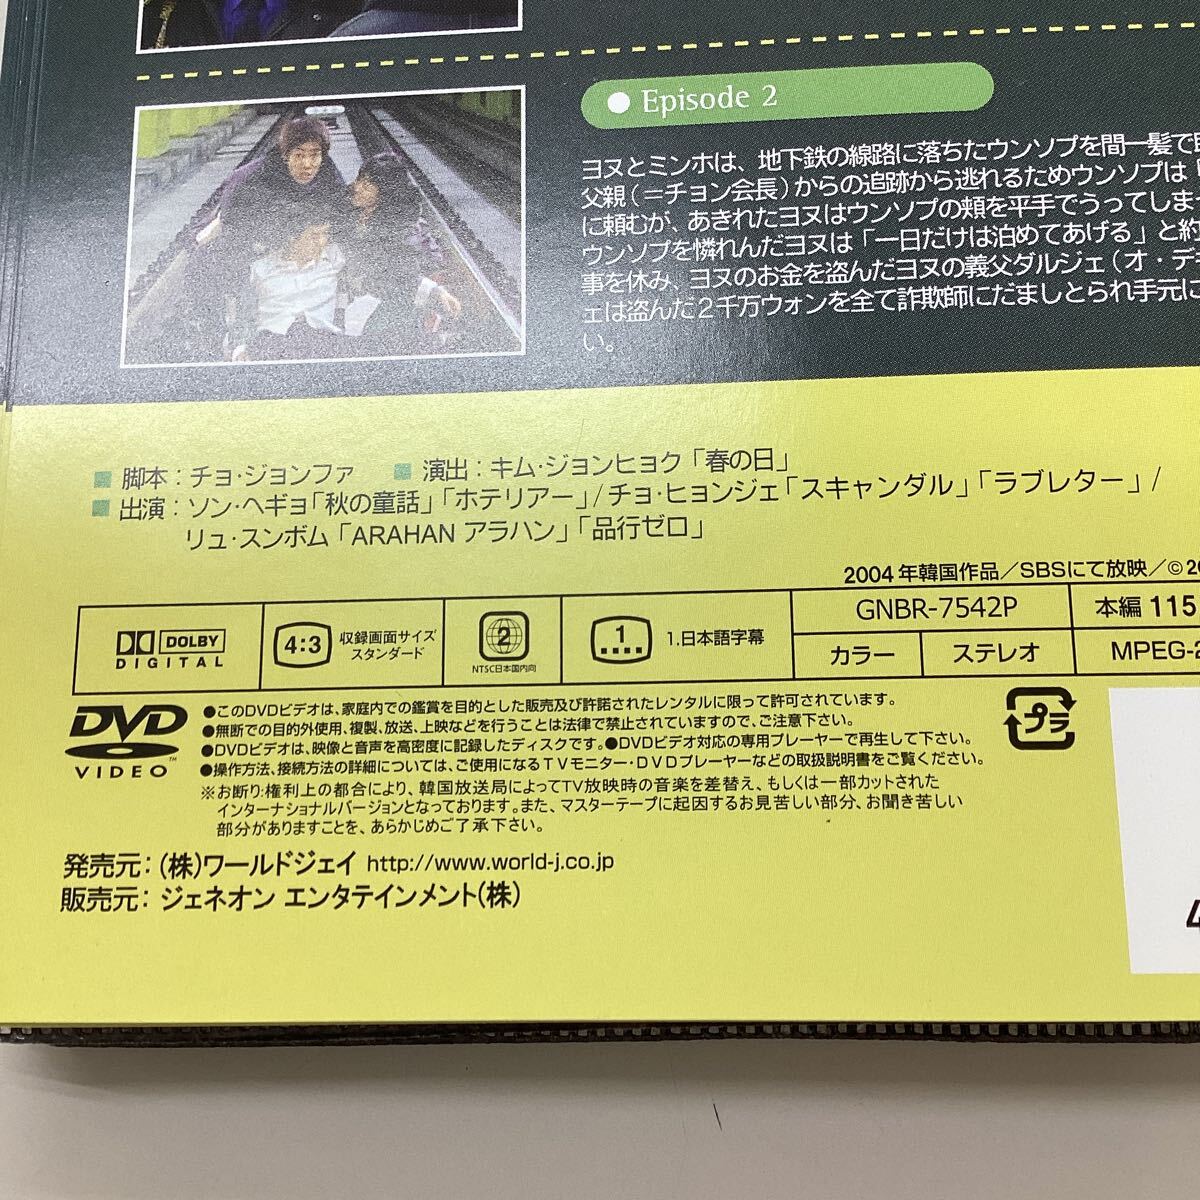 Episode 2
ヨヌとミンホは、地下鉄の線路に落ちたウンソプを間一髪で
父親(=チョン会長)からの追跡から逃れるためウンソプは「
に頼むが、あきれたヨヌはウンソプの頬を平手でうってしま
ウンソプを憐れんだヨヌは「一日だけは泊めてあげる」と約
事を休み、ヨヌのお金を盗んだヨヌの義父ダルジェ(オ・デ
ェは盗んだ2千万ウォンを全て詐欺師にだましとられ手元に
い。
■ 脚本:チョ・ジョンファ ■ 演出:キム・ジョンヒョク「春の日」
■ 出演:ソン・ヘギョ「秋の童話」「ホテリアー」/チョ・ヒョンジェ「スキャンダル」「ラブレター」/
リュ・スンボム「ARAHAN アラハン」「品行ゼロ」
2004年韓国作品/SBSにて放映/©20
DOLBY DIGITAL
4:3 収録画面サイズ スタンダード
2 NTSC日本国内向
1 1.日本語字幕
GNBR-7542P
本編 115
カラー
ステレオ
MPEG-2
DVD VIDEO
●このDVDビデオは、家庭内での鑑賞を目的とした販売及び許諾されたレンタルに限って許可されています。
●無断での目的外使用、複製、放送、上映などを行うことは法律で禁止されていますので、ご注意下さい。
●DVDビデオは、映像と音声を高密度に記録したディスクです。●DVDビデオ対応の専用プレーヤーで再生して下さい。
●操作方法、接続方法の詳細については、ご使用になるTVモニター・DVDプレーヤーなどの取扱説明書をご覧ください。
※お断り:権利上の都合により、韓国放送局によってTV放映時の音楽を差替え、もしくは一部カットされた
インターナショナルバージョンとなっております。また、マスターテープに起因するお見苦しい部分、お聞き苦しい
部分がありますことを、あらかじめご了承下さい。
プラ
発売元:(株)ワールドジェイ http://www.world-j.co.jp
販売元:ジェネオン エンタテインメント(株)